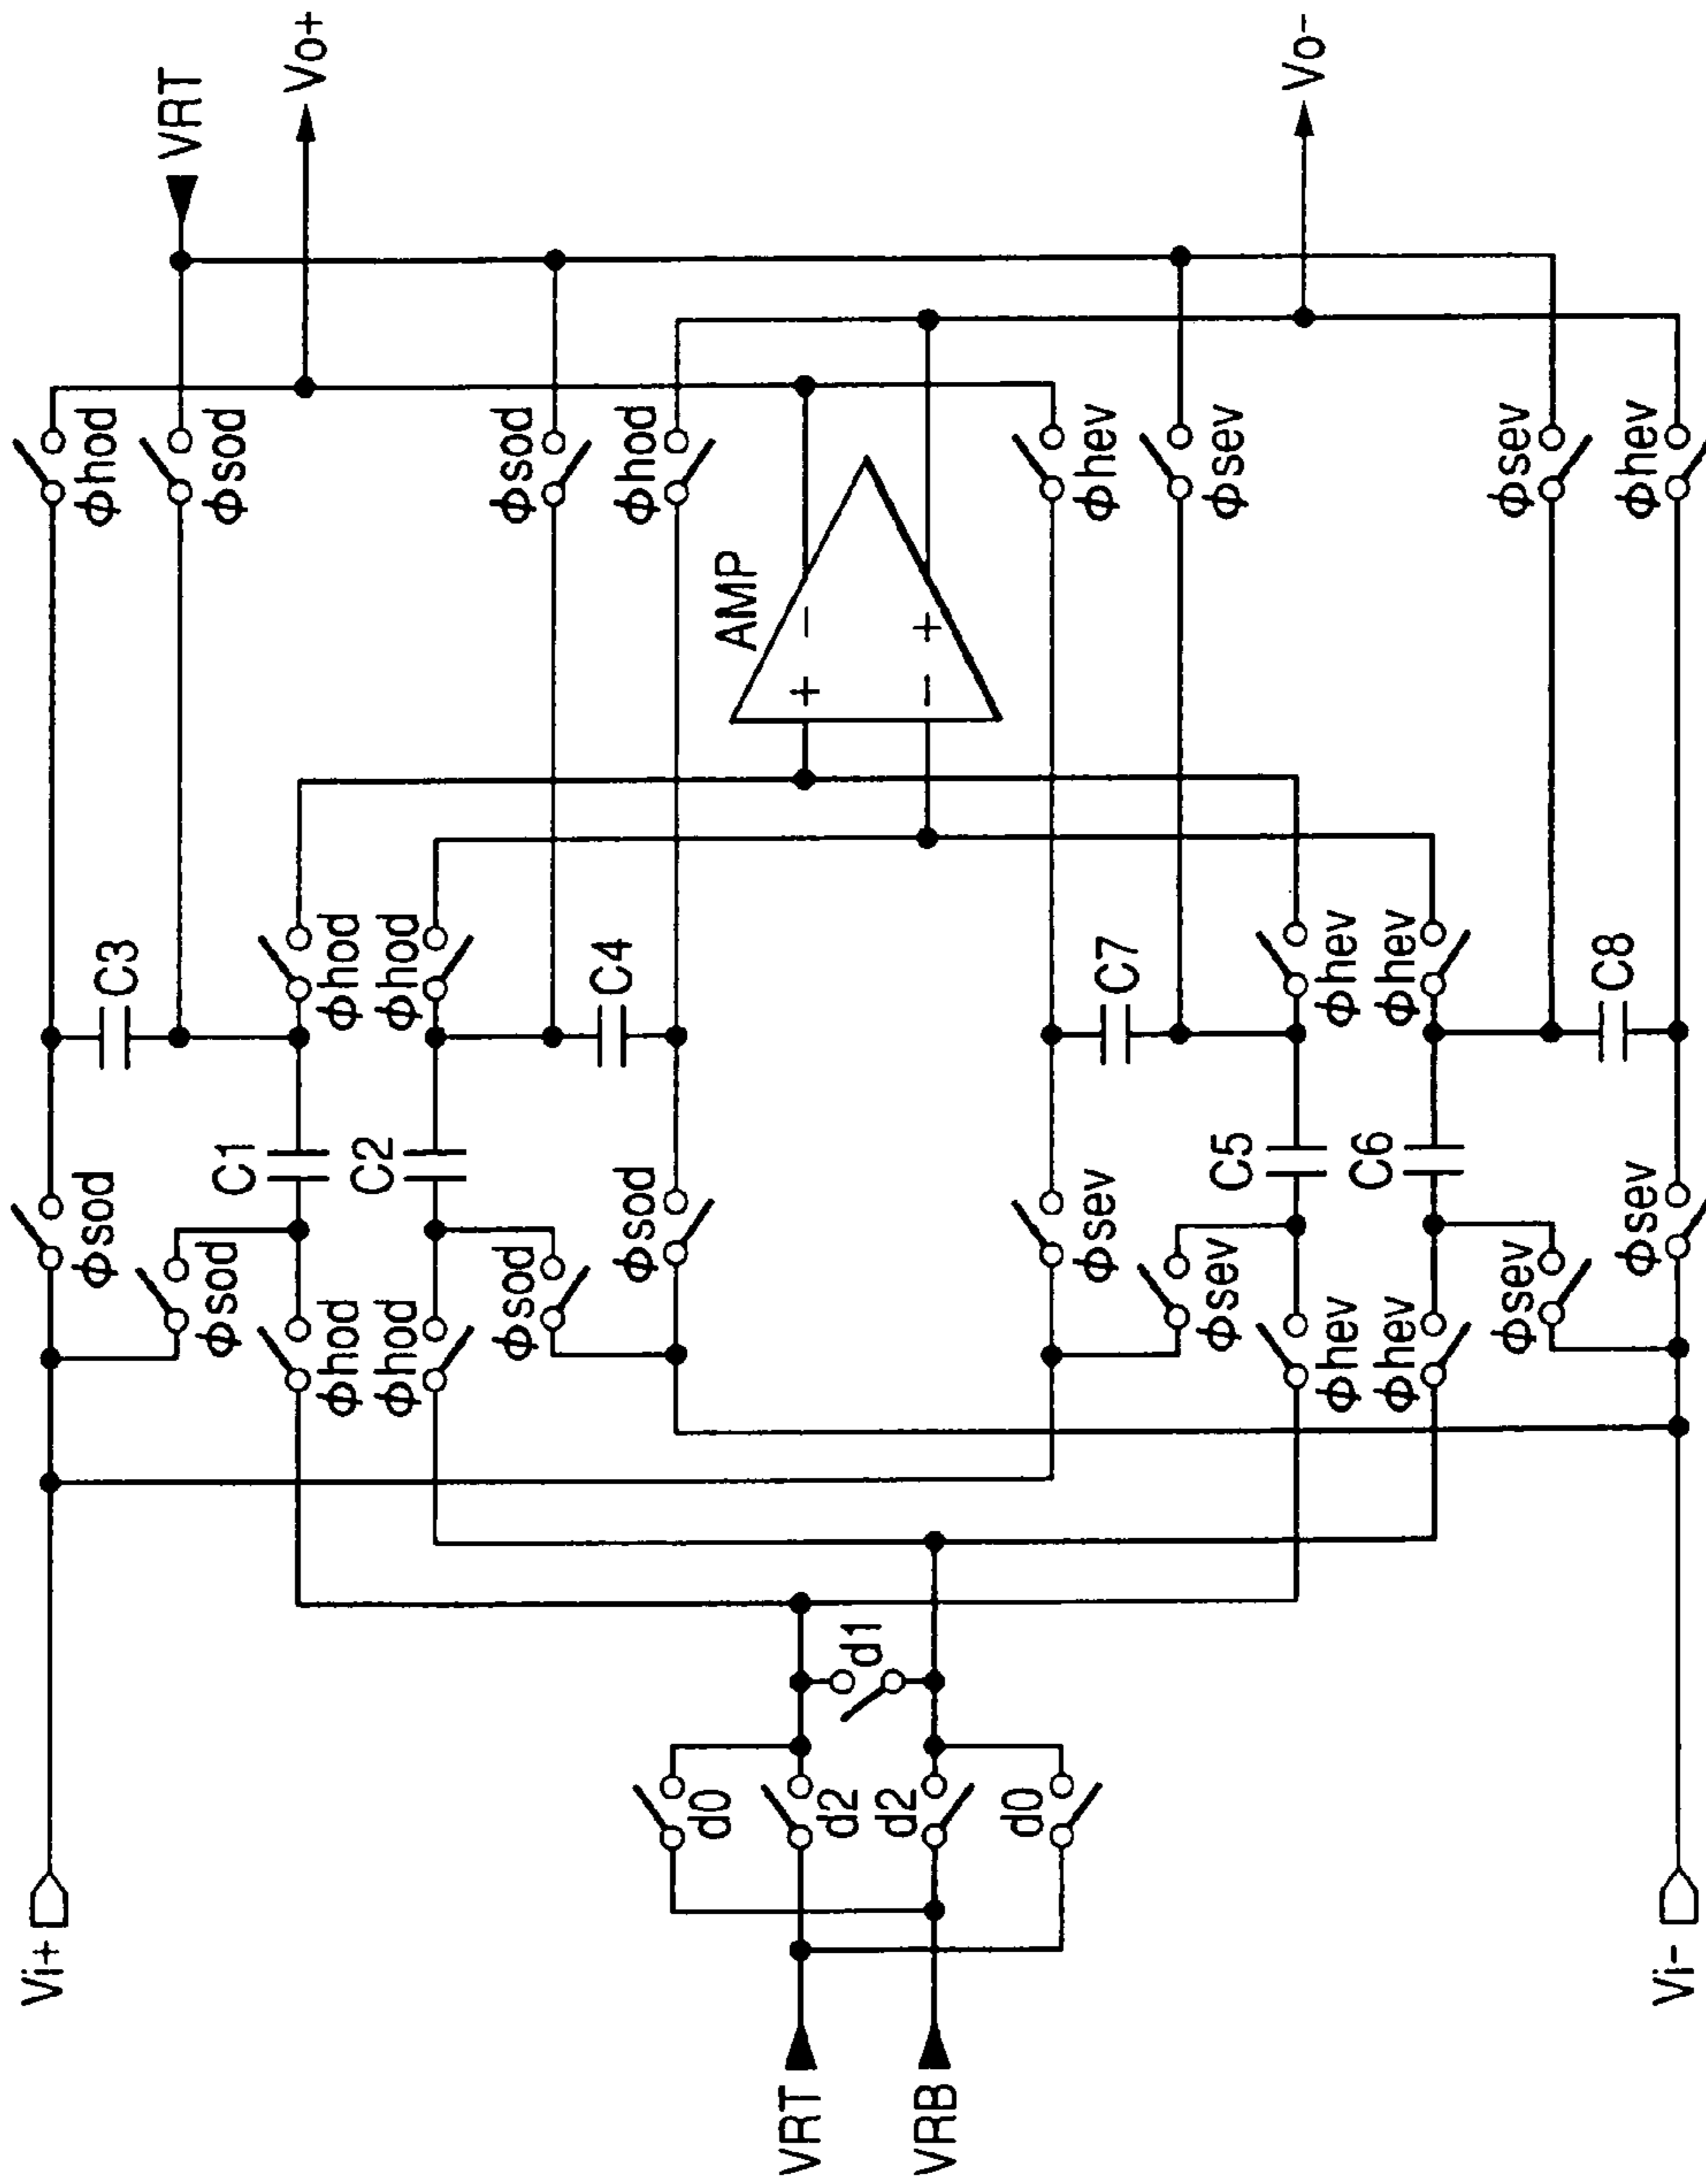 Vi+
ϕsod
C3
ϕhod
VRT
ϕsod
C1
ϕsod
Vo+
ϕhod
ϕhod
C2
ϕhod
ϕhod
ϕsod
ϕsod
ϕsod
C4
ϕhod
d0
AMP
VRT
+ −
d2
d1
d2
VRB
− +
d0
ϕsev
C7
ϕhev
ϕsev
C5
ϕsev
Vo-
ϕhev
ϕhev
C6
ϕhev
ϕhev
ϕsev
ϕsev
ϕsev
C8
ϕhev
Vi-